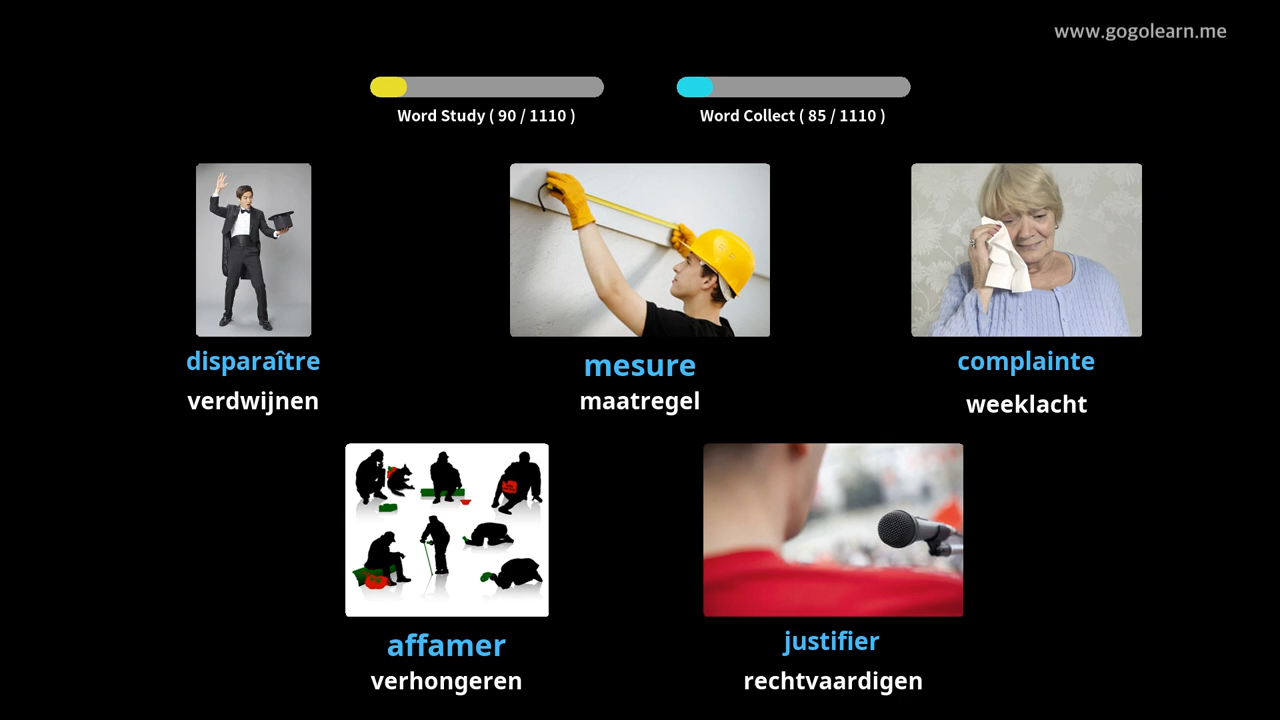 www.gogolearn.me
Word Study ( 90 / 1110 )
Word Collect ( 85 / 1110 )
disparaître
verdwijnen
mesure
maatregel
complainte
weeklacht
affamer
verhongeren
justifier
rechtvaardigen